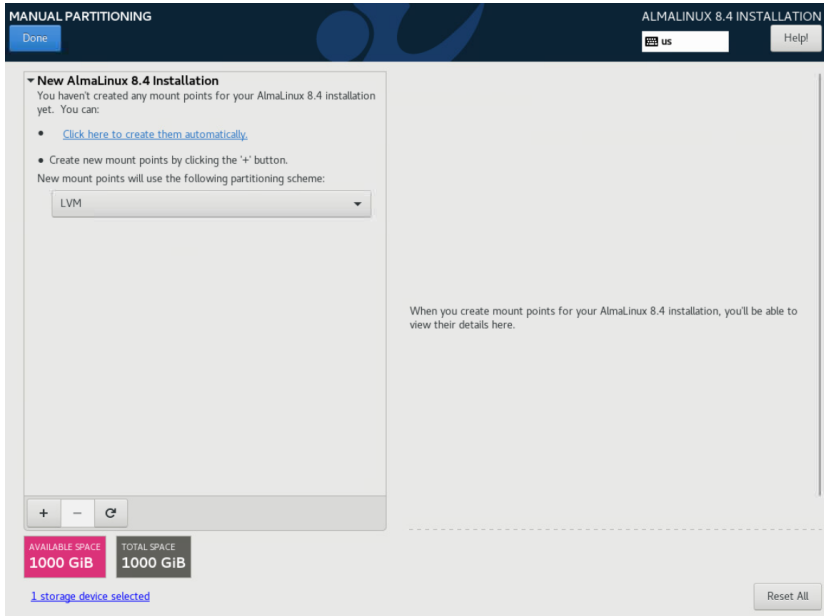 MANUAL PARTITIONING
Done
ALMALINUX 8.4 INSTALLATION
us
Help!
New AlmaLinux 8.4 Installation
You haven't created any mount points for your AlmaLinux 8.4 installation
yet. You can:
• Click here to create them automatically.
• Create new mount points by clicking the '+' button.
New mount points will use the following partitioning scheme:
LVM
When you create mount points for your AlmaLinux 8.4 installation, you'll be able to
view their details here.
+ −
AVAILABLE SPACE
1000 GiB
TOTAL SPACE
1000 GiB
1 storage device selected
Reset All